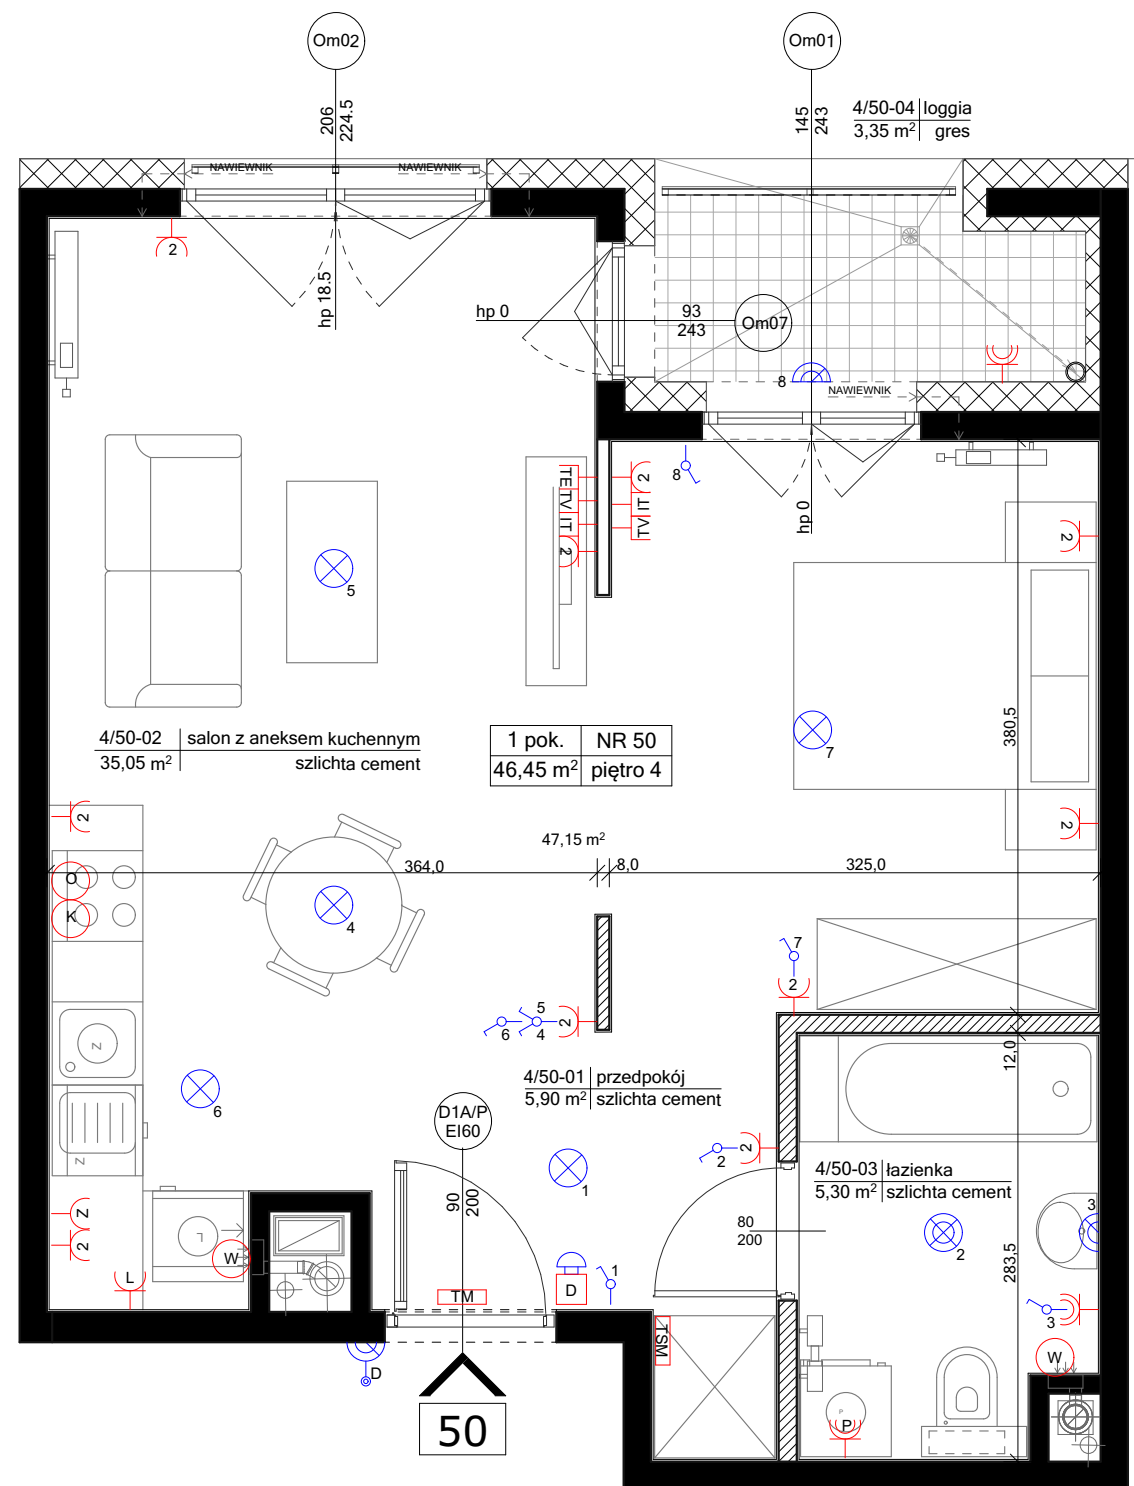 Om02
Om01
206
224.5
145
243
4/50-04 loggia
3,35 m² gres
NAWIEWNIK
NAWIEWNIK
2
hp 18.5
hp 0
93
243
Om07
8
NAWIEWNIK
8
TE
TV
IT
2
2
IT
TV
hp 0
2
5
7
380,5
4/50-02 salon z aneksem kuchennym
35,05 m² szlichta cement
1 pok. NR 50
46,45 m² piętro 4
2
2
47,15 m²
364,0
8,0
325,0
O
K
4
7
2
5
6
4
2
12,0
Z
4/50-01 przedpokój
5,90 m² szlichta cement
6
D1A/P
EI60
2
2
Z
4/50-03 łazienka
5,30 m² szlichta cement
1
90
200
80
200
3
2
283,5
Z
2
L
W
L
1
D
TM
3
TSM
W
D
P
P
50